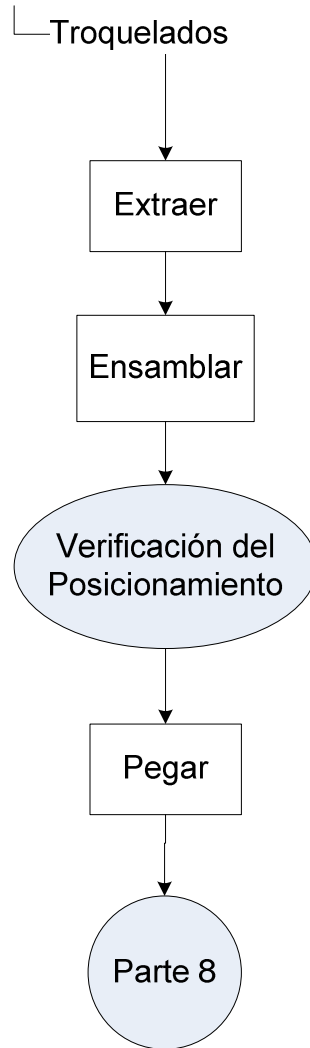 Troquelados
Extraer
Ensamblar
Verificación del
Posicionamiento
Pegar
Parte 8